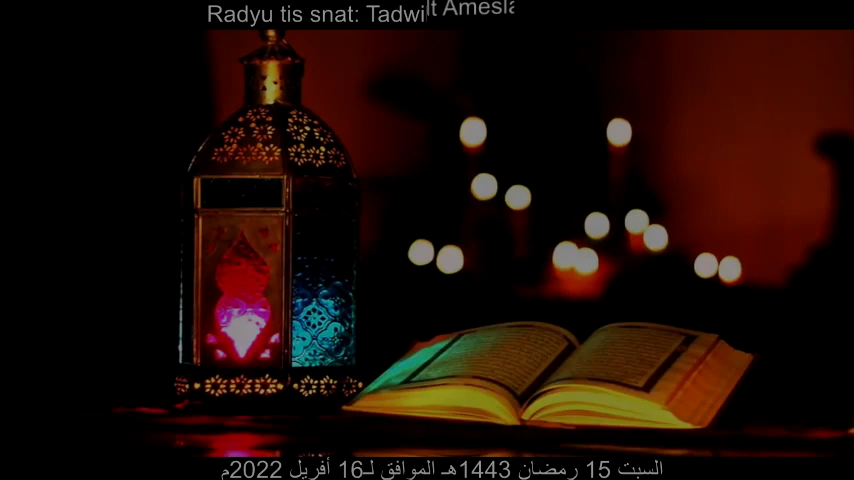 Radyu tis snat: Tadwilt Amesla
السبت 15 رمضان 1443هـ الموافق لـ16 أفريل 2022م